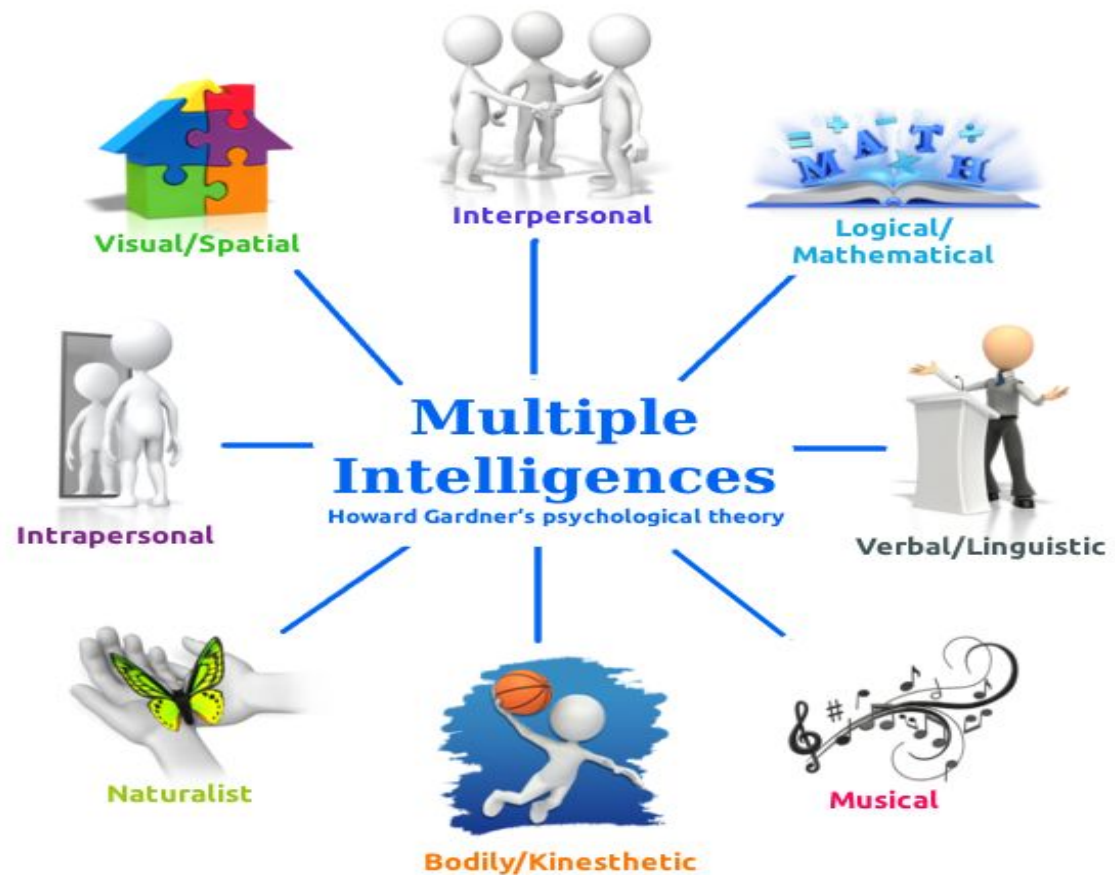 Interpersonal
Visual/Spatial
MATH
Logical/
Mathematical
Multiple
Intelligences
Howard Gardner's psychological theory
Intrapersonal
Verbal/Linguistic
Naturalist
Musical
Bodily/Kinesthetic